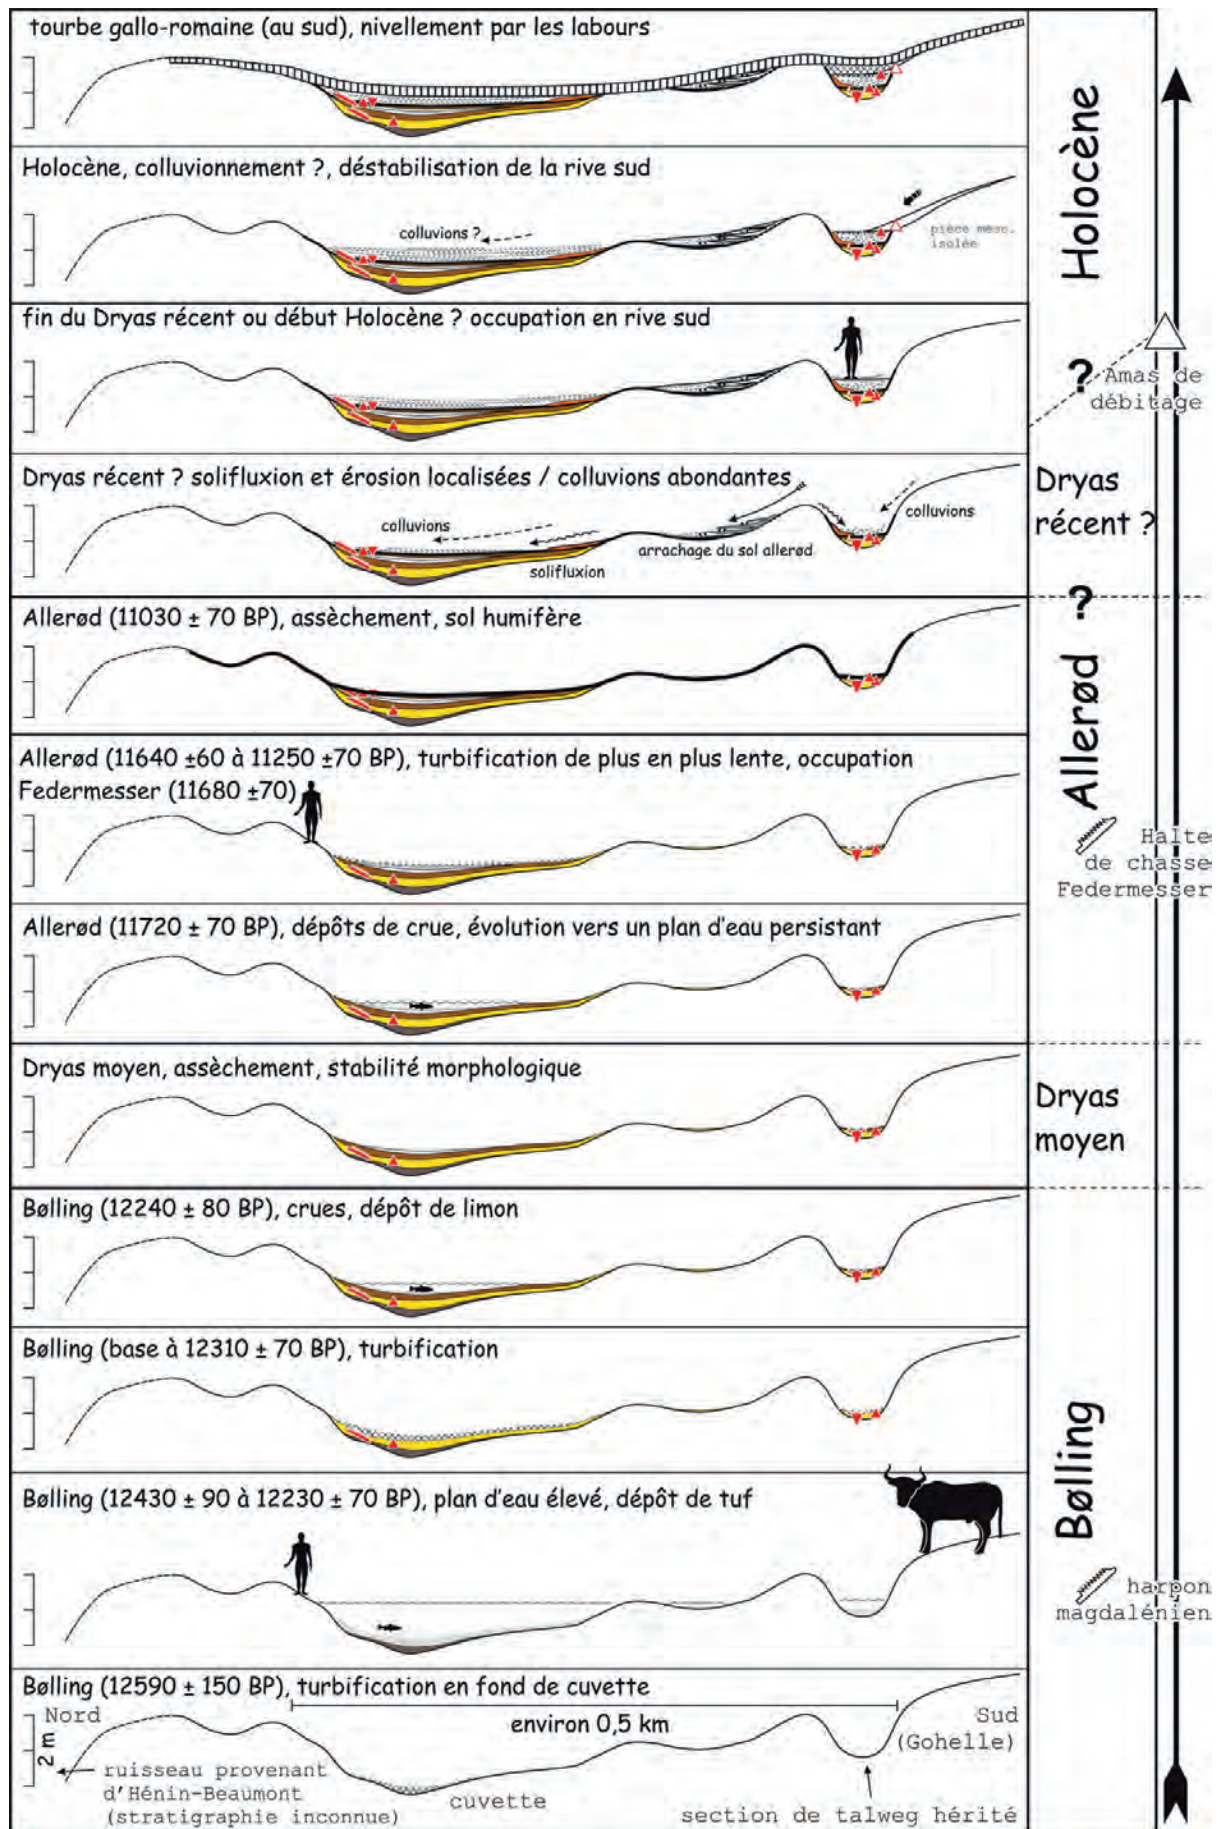 tourbe gallo-romaine (au sud), nivellement par les labours
Holocène
Holocène, colluvionnement ?, déstabilisation de la rive sud
colluvions ?
pièce méso.
isolée
fin du Dryas récent ou début Holocène ? occupation en rive sud
?
Amas de
débitage
Dryas récent ? solifluxion et érosion localisées / colluvions abondantes
colluvions
solifluxion
arrachage du sol allerød
colluvions
Dryas
récent ?
Allerød (11030 ± 70 BP), assèchement, sol humifère
Allerød ?
Allerød (11640 ±60 à 11250 ±70 BP), turbification de plus en plus lente, occupation
Federmesser (11680 ±70)
Halte
de chasse
Federmesser
Allerød (11720 ± 70 BP), dépôts de crue, évolution vers un plan d'eau persistant
Dryas moyen, assèchement, stabilité morphologique
Dryas
moyen
Bølling (12240 ± 80 BP), crues, dépôt de limon
Bølling (base à 12310 ± 70 BP), turbification
Bølling
Bølling (12430 ± 90 à 12230 ± 70 BP), plan d'eau élevé, dépôt de tuf
harpon
magdalénien
Bølling (12590 ± 150 BP), turbification en fond de cuvette
Nord
environ 0,5 km
Sud
(Gohelle)
2 m
ruisseau provenant
d'Hénin-Beaumont
(stratigraphie inconnue)
cuvette
section de talweg hérité